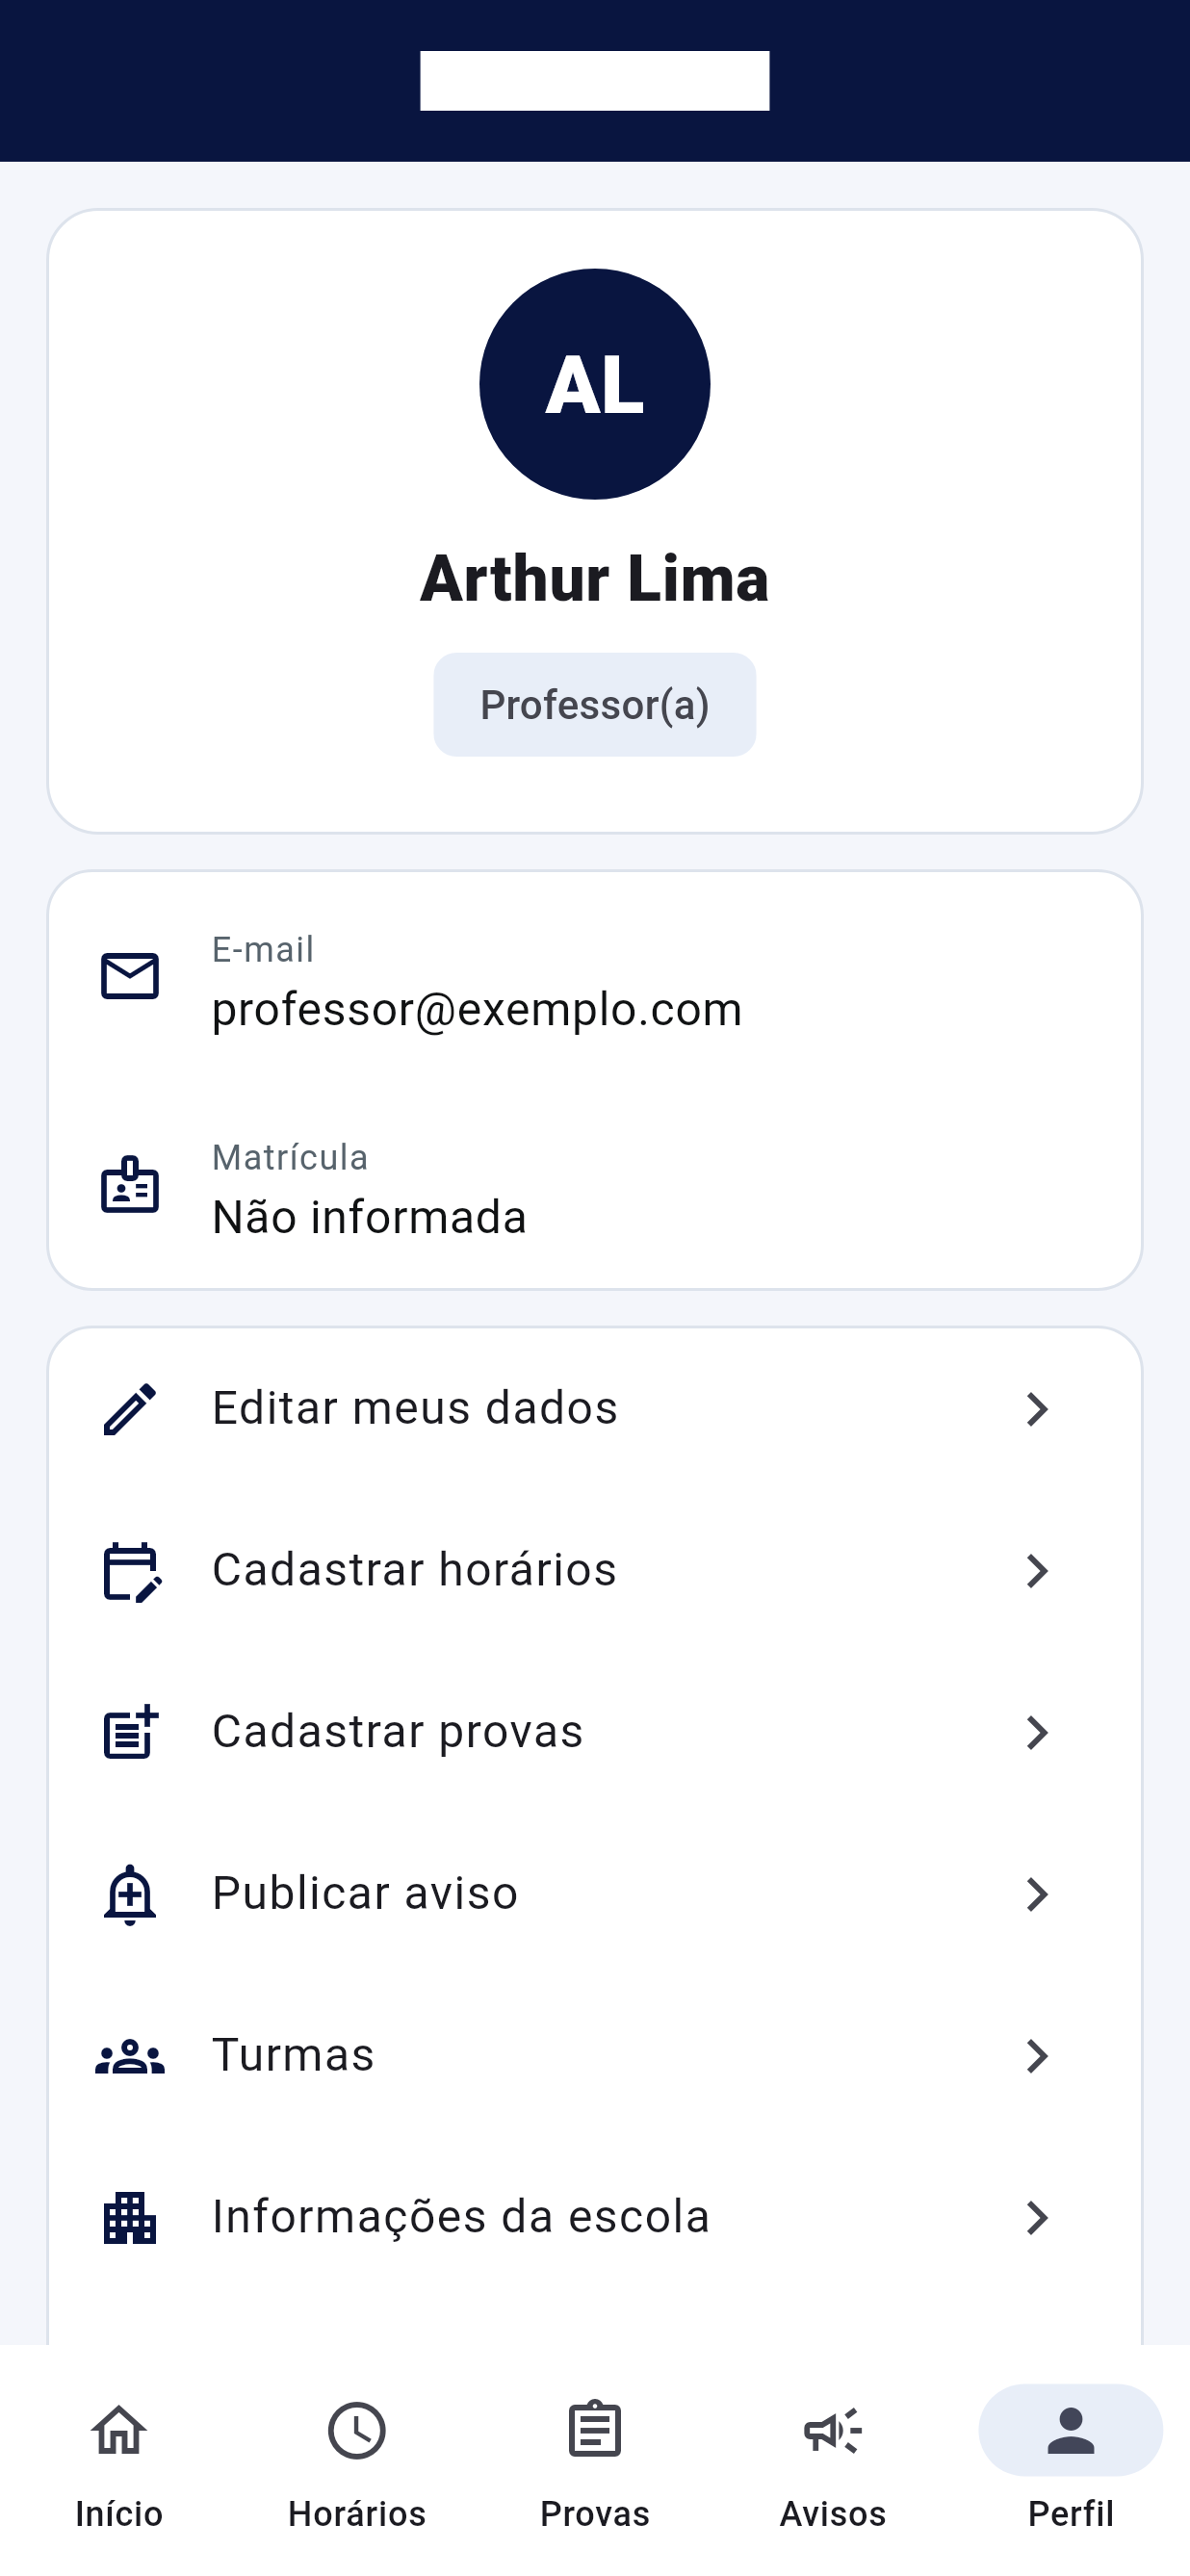 AL
Arthur Lima
Professor(a)
E-mail
professor@exemplo.com
Matrícula
Não informada
Editar meus dados
Cadastrar horários
Cadastrar provas
Publicar aviso
Turmas
Informações da escola
Início
Horários
Provas
Avisos
Perfil